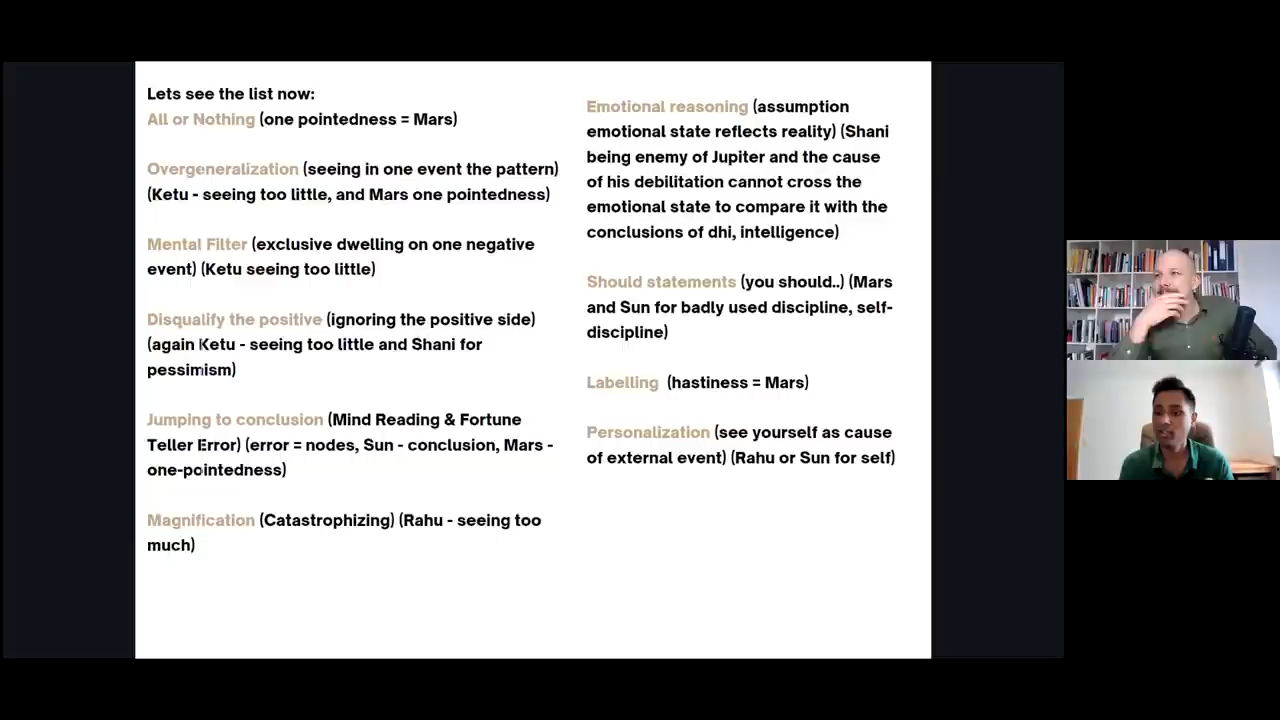 Lets see the list now:
All or Nothing (one pointedness = Mars)
Overgeneralization (seeing in one event the pattern)
(Ketu - seeing too little, and Mars one pointedness)
Mental Filter (exclusive dwelling on one negative
event) (Ketu seeing too little)
Disqualify the positive (ignoring the positive side)
(again Ketu - seeing too little and Shani for
pessimism)
Jumping to conclusion (Mind Reading & Fortune
Teller Error) (error = nodes, Sun - conclusion, Mars -
one-pointedness)
Magnification (Catastrophizing) (Rahu - seeing too
much)
Emotional reasoning (assumption
emotional state reflects reality) (Shani
being enemy of Jupiter and the cause
of his debilitation cannot cross the
emotional state to compare it with the
conclusions of dhi, intelligence)
Should statements (you should..) (Mars
and Sun for badly used discipline, self-
discipline)
Labelling (hastiness = Mars)
Personalization (see yourself as cause
of external event) (Rahu or Sun for self)